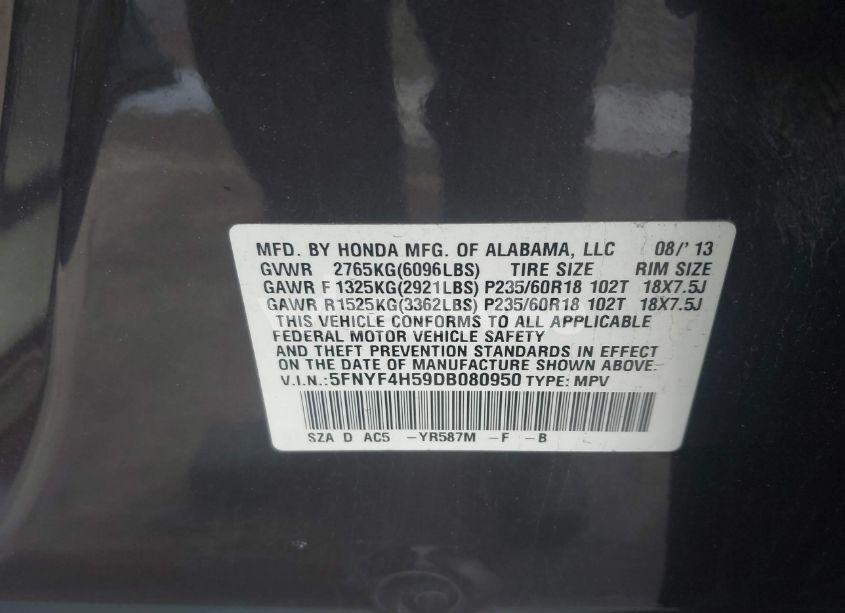 MFD. BY HONDA MFG. OF ALABAMA, LLC 08/' 13
GVWR 2765KG(6096LBS) TIRE SIZE RIM SIZE
GAWR F 1325KG(2921LBS) P235/60R18 102T 18X7.5J
GAWR R1525KG(3362LBS) P235/60R18 102T 18X7.5J
THIS VEHICLE CONFORMS TO ALL APPLICABLE
FEDERAL MOTOR VEHICLE SAFETY
AND THEFT PREVENTION STANDARDS IN EFFECT
ON THE DATE OF MANUFACTURE SHOWN ABOVE.
V.I.N.:5FNYF4H59DB080950 TYPE: MPV
SZA D AC5 -YR587M -F -B